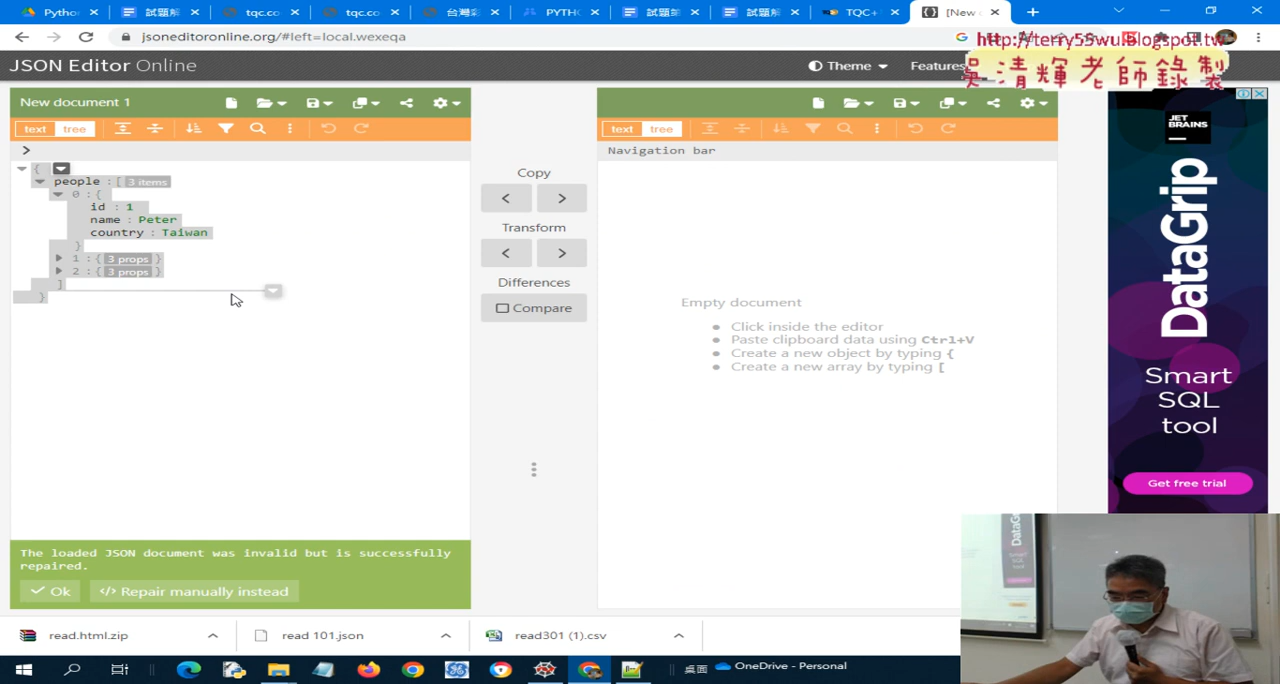 Python
試題解
tqc.co
tqc.co
台灣彩
PYTHO
試題解
試題解
TQC+
[New
jsoneditoronline.org/#left=local.wexeqa
http://terry55wu.blogspot.tw
吳清輝老師錄製
JSON Editor Online
Theme
Features
New document 1
text tree
text tree
>
Navigation bar
{
people : [ 3 items
0 : {
id : 1
name : Peter
country : Taiwan
}
1 : { 3 props }
2 : { 3 props }
]
}
Copy
< >
Transform
< >
Differences
Compare
Empty document
● Click inside the editor
● Paste clipboard data using Ctrl+V
● Create a new object by typing {
● Create a new array by typing [
JET
BRAINS
DataGrip
Smart
SQL
tool
Get free trial
The loaded JSON document was invalid but is successfully
repaired.
Ok
</> Repair manually instead
read.html.zip
read 101.json
read301 (1).csv
桌面
OneDrive - Personal